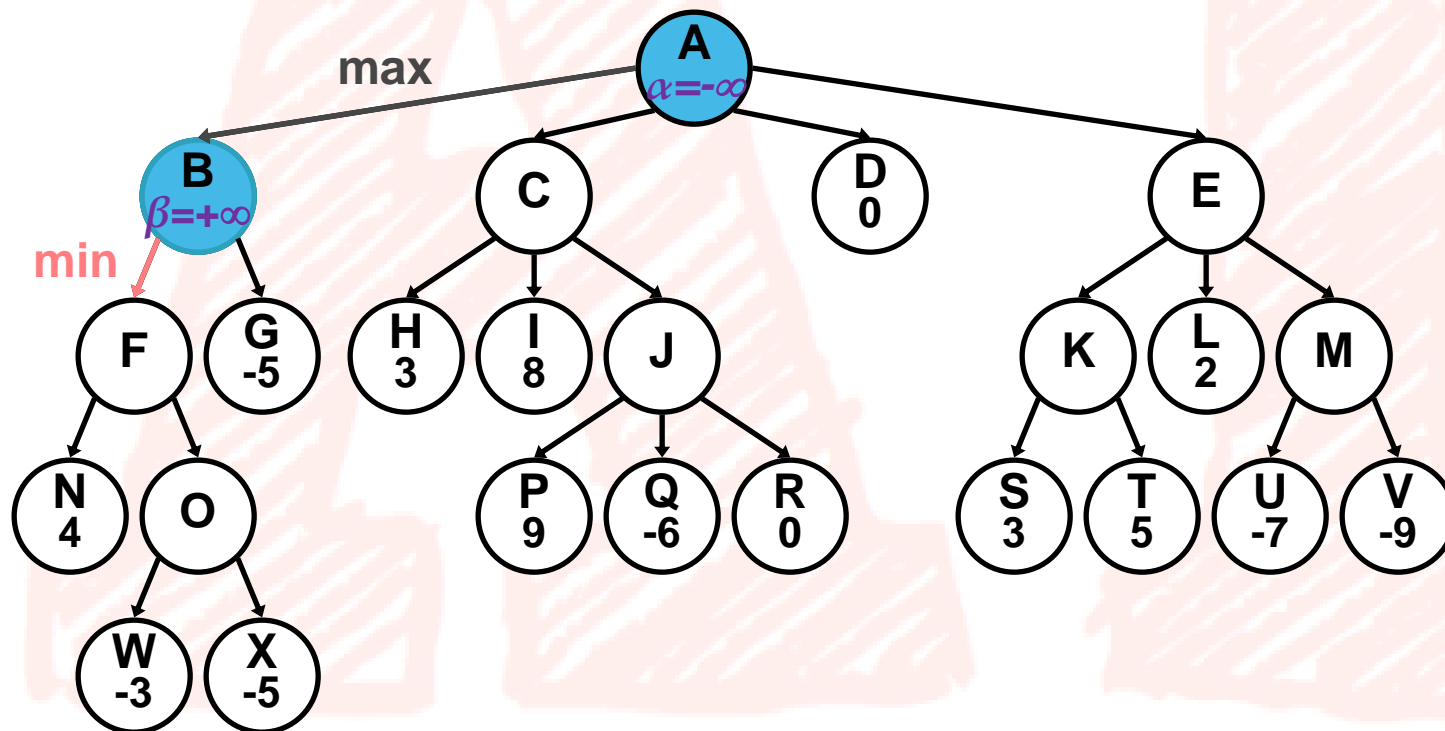 A
α=-∞
max
B
β=+∞
C
D
0
E
min
F
G
-5
H
3
I
8
J
K
L
2
M
N
4
O
P
9
Q
-6
R
0
S
3
T
5
U
-7
V
-9
W
-3
X
-5